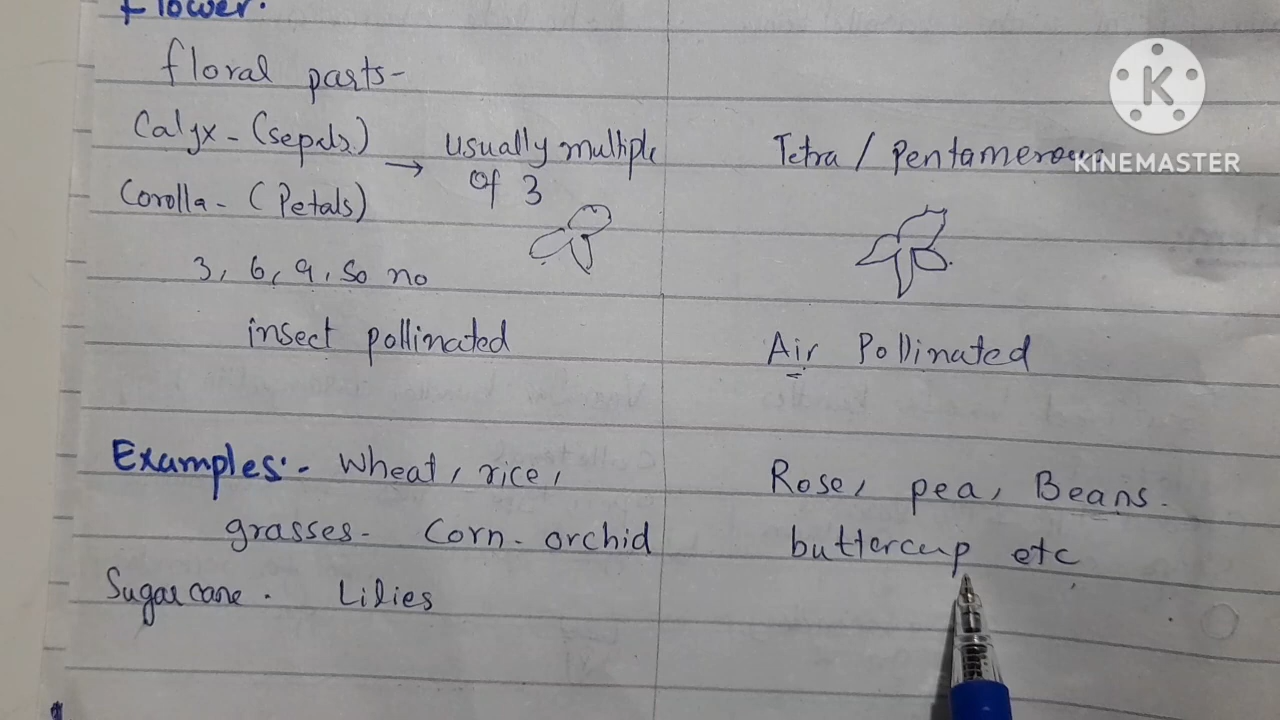 Flower.
floral parts-
Calyx - (Sepals) → usually multiple Tetra / Pentamerous
Corolla - (Petals) of 3
3, 6, 9, so no
insect pollinated Air Pollinated
Examples:- Wheat, rice, Rose, pea, Beans.
grasses- Corn- orchid buttercup etc
Sugarcane. Lilies
K
KINEMASTER